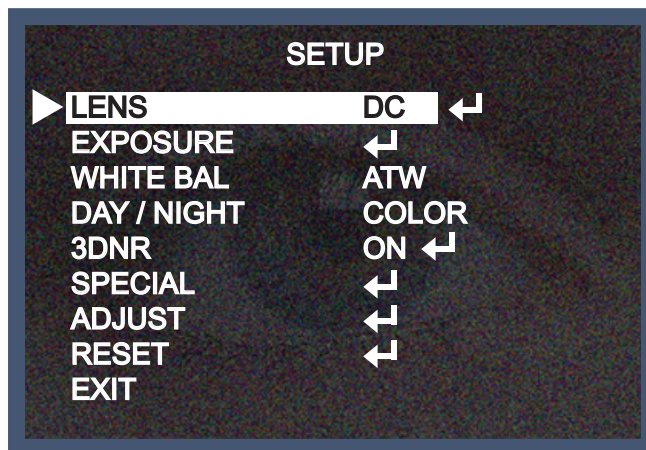 SETUP
LENS DC ↵
EXPOSURE ↵
WHITE BAL ATW
DAY / NIGHT COLOR
3DNR ON ↵
SPECIAL ↵
ADJUST ↵
RESET ↵
EXIT